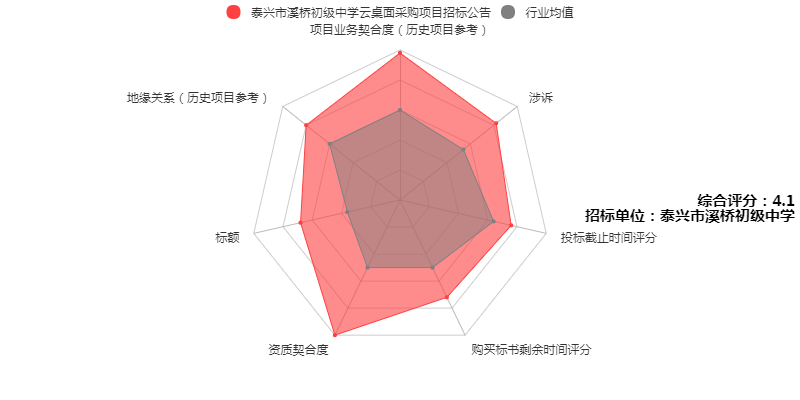 泰兴市溪桥初级中学云桌面采购项目招标公告 行业均值
项目业务契合度（历史项目参考）
地缘关系（历史项目参考）
涉诉
综合评分：4.1
招标单位：泰兴市溪桥初级中学
标额
投标截止时间评分
资质契合度
购买标书剩余时间评分